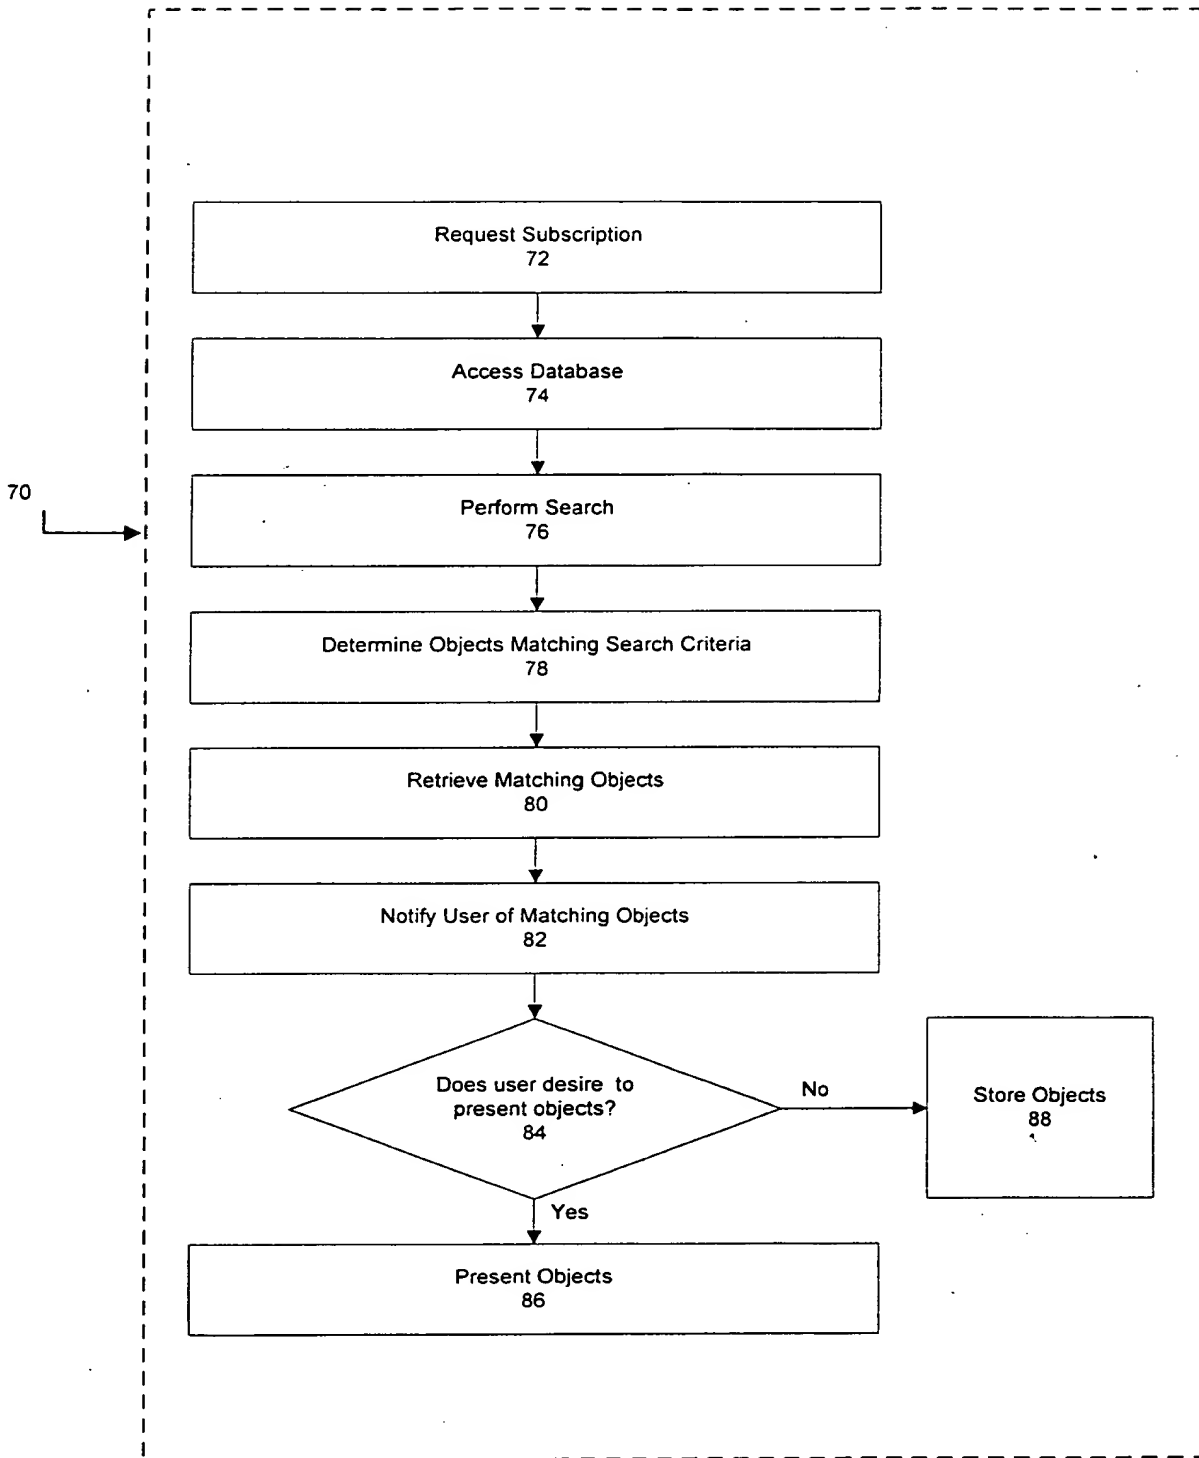 Request Subscription
72
Access Database
74
70
Perform Search
76
Determine Objects Matching Search Criteria
78
Retrieve Matching Objects
80
Notify User of Matching Objects
82
Does user desire to
present objects?
84
No
Store Objects
88
Yes
Present Objects
86